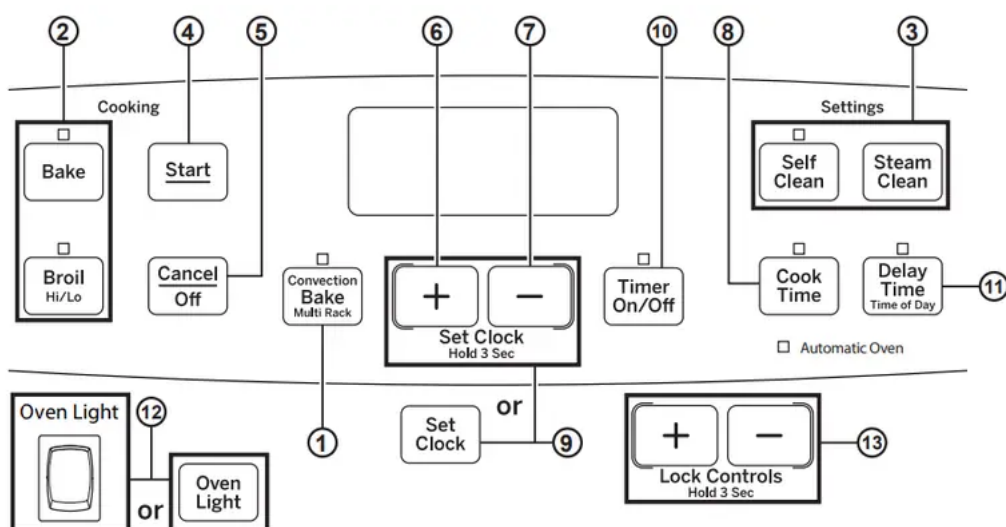 2
4
5
6
7
10
8
3
Cooking
Settings
Bake
Start
Self
Clean
Steam
Clean
Broil
Hi/Lo
Cancel
Off
Convection
Bake
Multi Rack
+
−
Set Clock
Hold 3 Sec
Timer
On/Off
Cook
Time
Delay
Time
Time of Day
11
Automatic Oven
Oven Light
12
or
Oven
Light
1
Set
Clock
or
9
+
−
Lock Controls
Hold 3 Sec
13